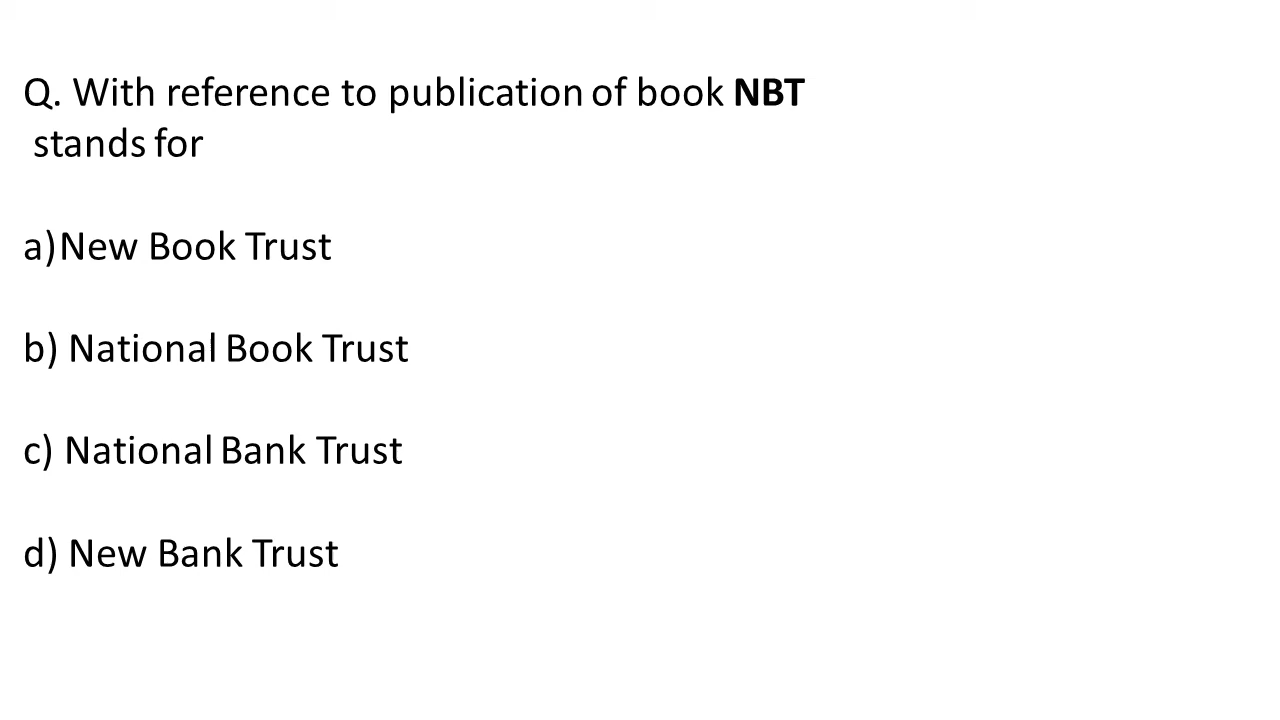 Q. With reference to publication of book NBT
stands for
a)New Book Trust
b) National Book Trust
c) National Bank Trust
d) New Bank Trust